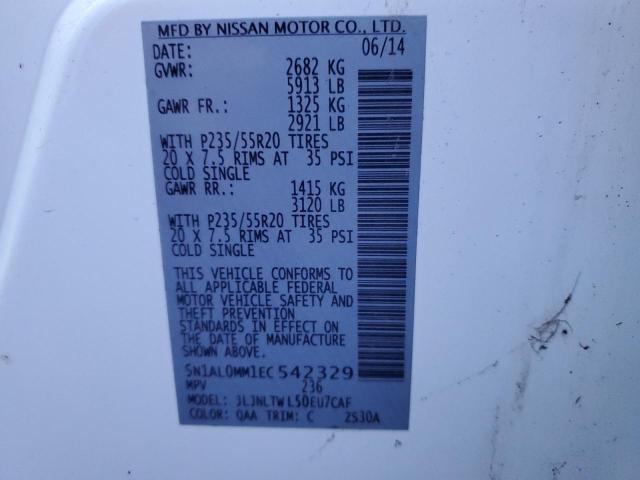 MFD BY NISSAN MOTOR CO., LTD.
DATE: 06/14
GVWR: 2682 KG
5913 LB
GAWR FR.: 1325 KG
2921 LB
WITH P235/55R20 TIRES
20 X 7.5 RIMS AT 35 PSI
COLD SINGLE
GAWR RR.: 1415 KG
3120 LB
WITH P235/55R20 TIRES
20 X 7.5 RIMS AT 35 PSI
COLD SINGLE
THIS VEHICLE CONFORMS TO
ALL APPLICABLE FEDERAL
MOTOR VEHICLE SAFETY AND
THEFT PREVENTION
STANDARDS IN EFFECT ON
THE DATE OF MANUFACTURE
SHOWN ABOVE.
5N1AL0MM1EC542329
MPV 236
MODEL: JLJNLTWL50EU7CAF
COLOR: QAA TRIM: C 2530A